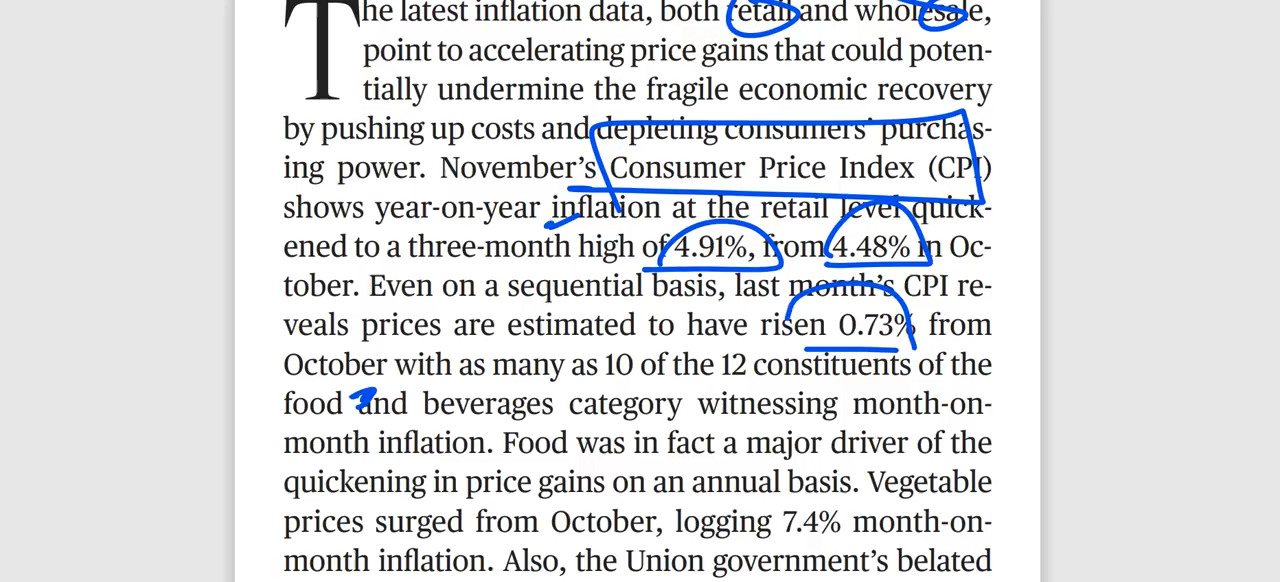 The latest inflation data, both retail and wholesale,
point to accelerating price gains that could poten-
tially undermine the fragile economic recovery
by pushing up costs and depleting consumers' purchas-
ing power. November's Consumer Price Index (CPI)
shows year-on-year inflation at the retail level quick-
ened to a three-month high of 4.91%, from 4.48% in Oc-
tober. Even on a sequential basis, last month's CPI re-
veals prices are estimated to have risen 0.73% from
October with as many as 10 of the 12 constituents of the
food and beverages category witnessing month-on-
month inflation. Food was in fact a major driver of the
quickening in price gains on an annual basis. Vegetable
prices surged from October, logging 7.4% month-on-
month inflation. Also, the Union government's belated